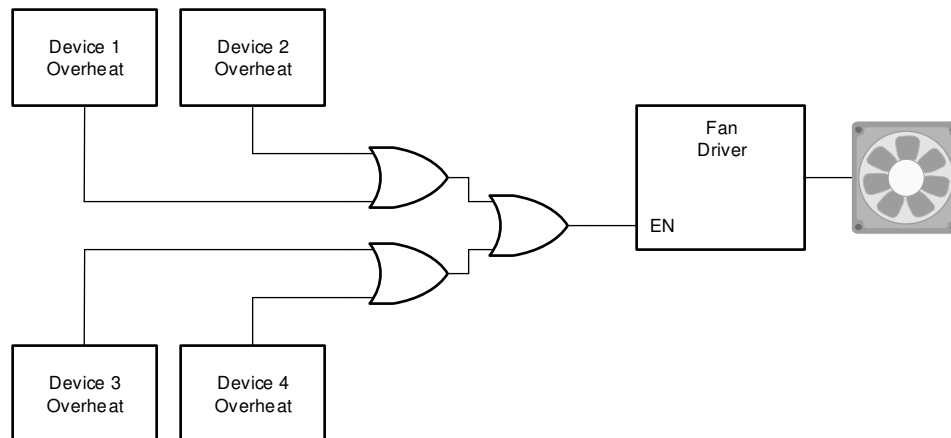 Device 1
Overheat
Device 2
Overheat
Fan
Driver
EN
Device 3
Overheat
Device 4
Overheat